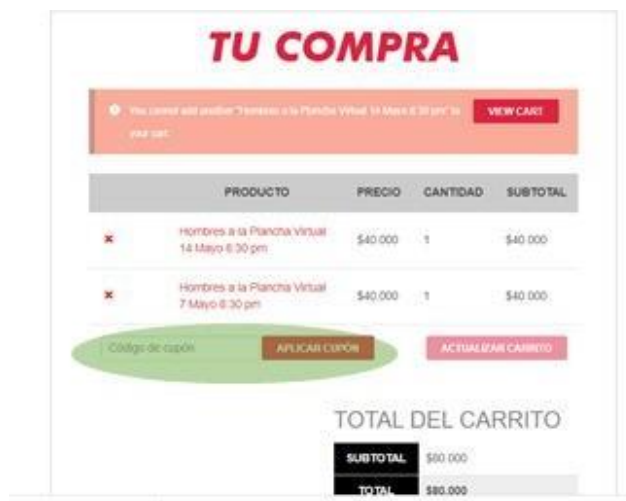 TU COMPRA
You cannot add another "Hombres a la Plancha Virtual 14 Mayo 8:30 pm" to
your cart.
VIEW CART
PRODUCTO PRECIO CANTIDAD SUBTOTAL
× Hombres a la Plancha Virtual
14 Mayo 8:30 pm $40.000 1 $40.000
× Hombres a la Plancha Virtual
7 Mayo 8:30 pm $40.000 1 $40.000
Código de cupón APLICAR CUPÓN ACTUALIZAR CARRITO
TOTAL DEL CARRITO
SUBTOTAL $80.000
TOTAL $80.000